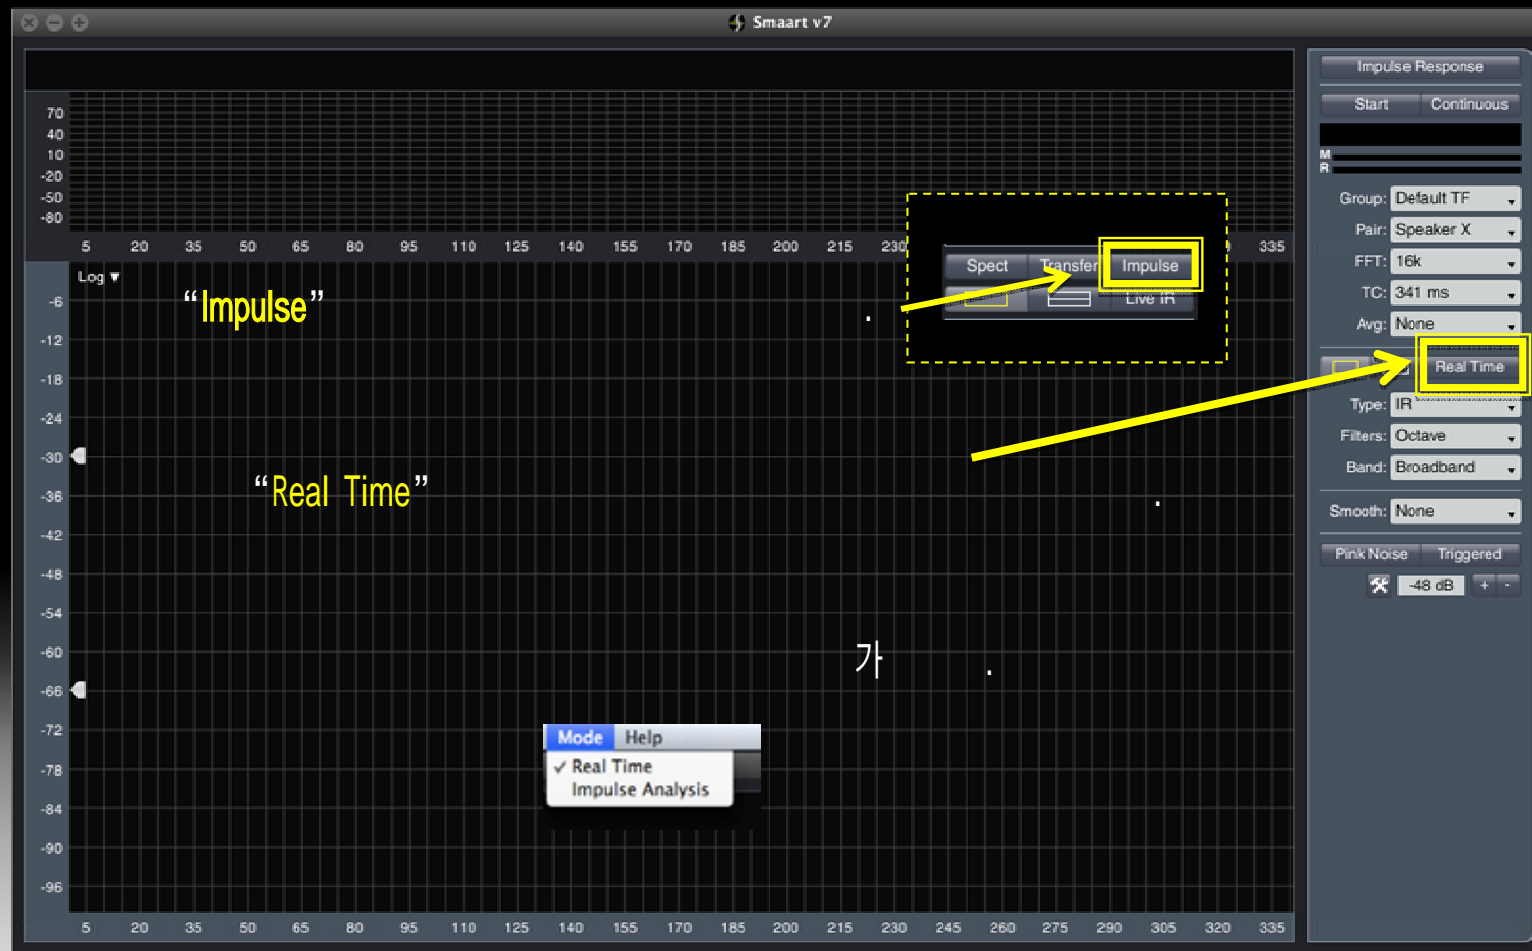 Smaart v7
Impulse Response
Start Continuous
M
R
Group: Default TF
Pair: Speaker X
FFT: 16k
TC: 341 ms
Avg: None
Real Time
Type: IR
Filters: Octave
Band: Broadband
Smooth: None
Pink Noise Triggered
-48 dB + -
70
40
10
-20
-50
-80
5 20 35 50 65 80 95 110 125 140 155 170 185 200 215 230 335
Log ▼
Spect Transfer Impulse
Live IR
“Impulse” .
“Real Time” .
가 .
Mode Help
✓ Real Time
Impulse Analysis
-6
-12
-18
-24
-30
-36
-42
-48
-54
-60
-66
-72
-78
-84
-90
-96
5 20 35 50 65 80 95 110 125 140 155 170 185 200 215 230 245 260 275 290 305 320 335